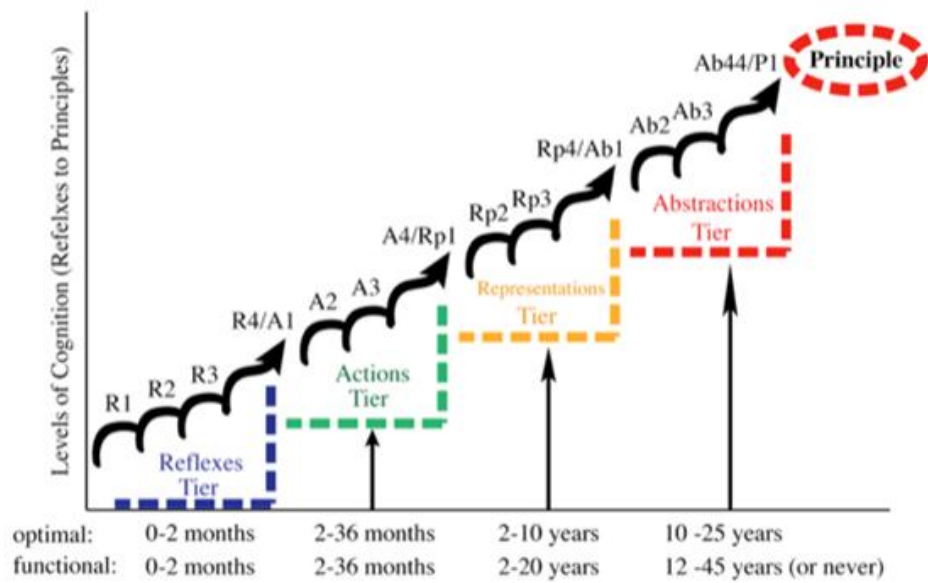 Ab44/P1
Principle
Ab2 Ab3
Rp4/Ab1
Abstractions
Tier
Rp2 Rp3
A4/Rp1
Representations
Tier
A2 A3
R4/A1
Actions
Tier
R1 R2 R3
Reflexes
Tier
Levels of Cognition (Refelxes to Principles)
optimal: 0-2 months 2-36 months 2-10 years 10 -25 years
functional: 0-2 months 2-36 months 2-20 years 12 -45 years (or never)